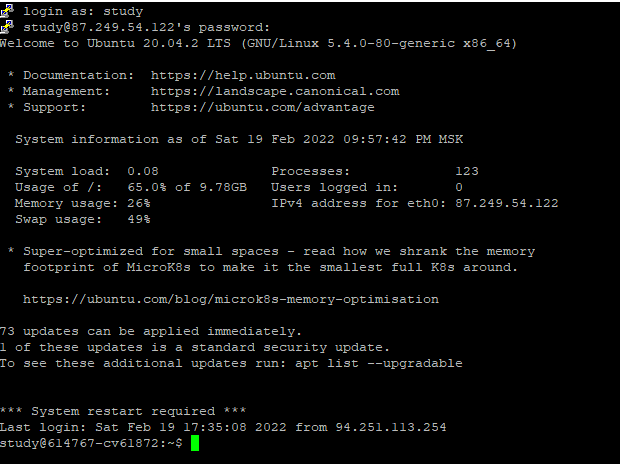 login as: study
study@87.249.54.122's password:
Welcome to Ubuntu 20.04.2 LTS (GNU/Linux 5.4.0-80-generic x86_64)
* Documentation:  https://help.ubuntu.com
* Management:     https://landscape.canonical.com
* Support:        https://ubuntu.com/advantage
System information as of Sat 19 Feb 2022 09:57:42 PM MSK
System load:  0.08              Processes:             123
Usage of /:   65.0% of 9.78GB   Users logged in:       0
Memory usage: 26%               IPv4 address for eth0: 87.249.54.122
Swap usage:   49%
* Super-optimized for small spaces - read how we shrank the memory
footprint of MicroK8s to make it the smallest full K8s around.
https://ubuntu.com/blog/microk8s-memory-optimisation
73 updates can be applied immediately.
1 of these updates is a standard security update.
To see these additional updates run: apt list --upgradable
*** System restart required ***
Last login: Sat Feb 19 17:35:08 2022 from 94.251.113.254
study@614767-cv61872:~$